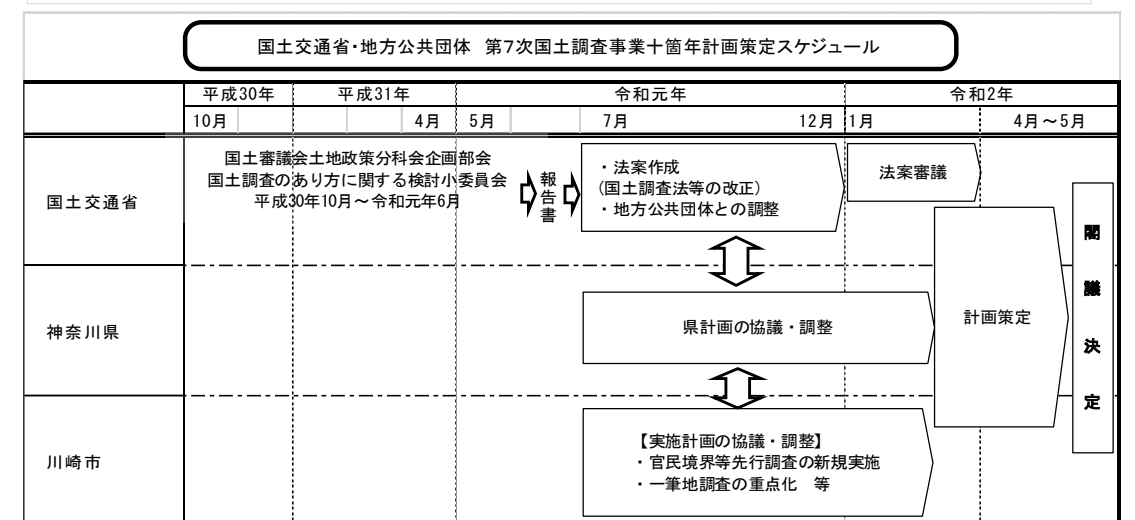 国土交通省・地方公共団体　第7次国土調査事業十箇年計画策定スケジュール
平成30年 平成31年 令和元年 令和2年
10月 4月 5月 7月 12月 1月 4月～5月
国土交通省
国土審議会土地政策分科会企画部会
国土調査のあり方に関する検討小委員会
平成30年10月～令和元年6月
報告書
・法案作成
(国土調査法等の改正)
・地方公共団体との調整
法案審議
神奈川県
県計画の協議・調整
計画策定
閣議決定
川崎市
【実施計画の協議・調整】
・官民境界等先行調査の新規実施
・一筆地調査の重点化　等